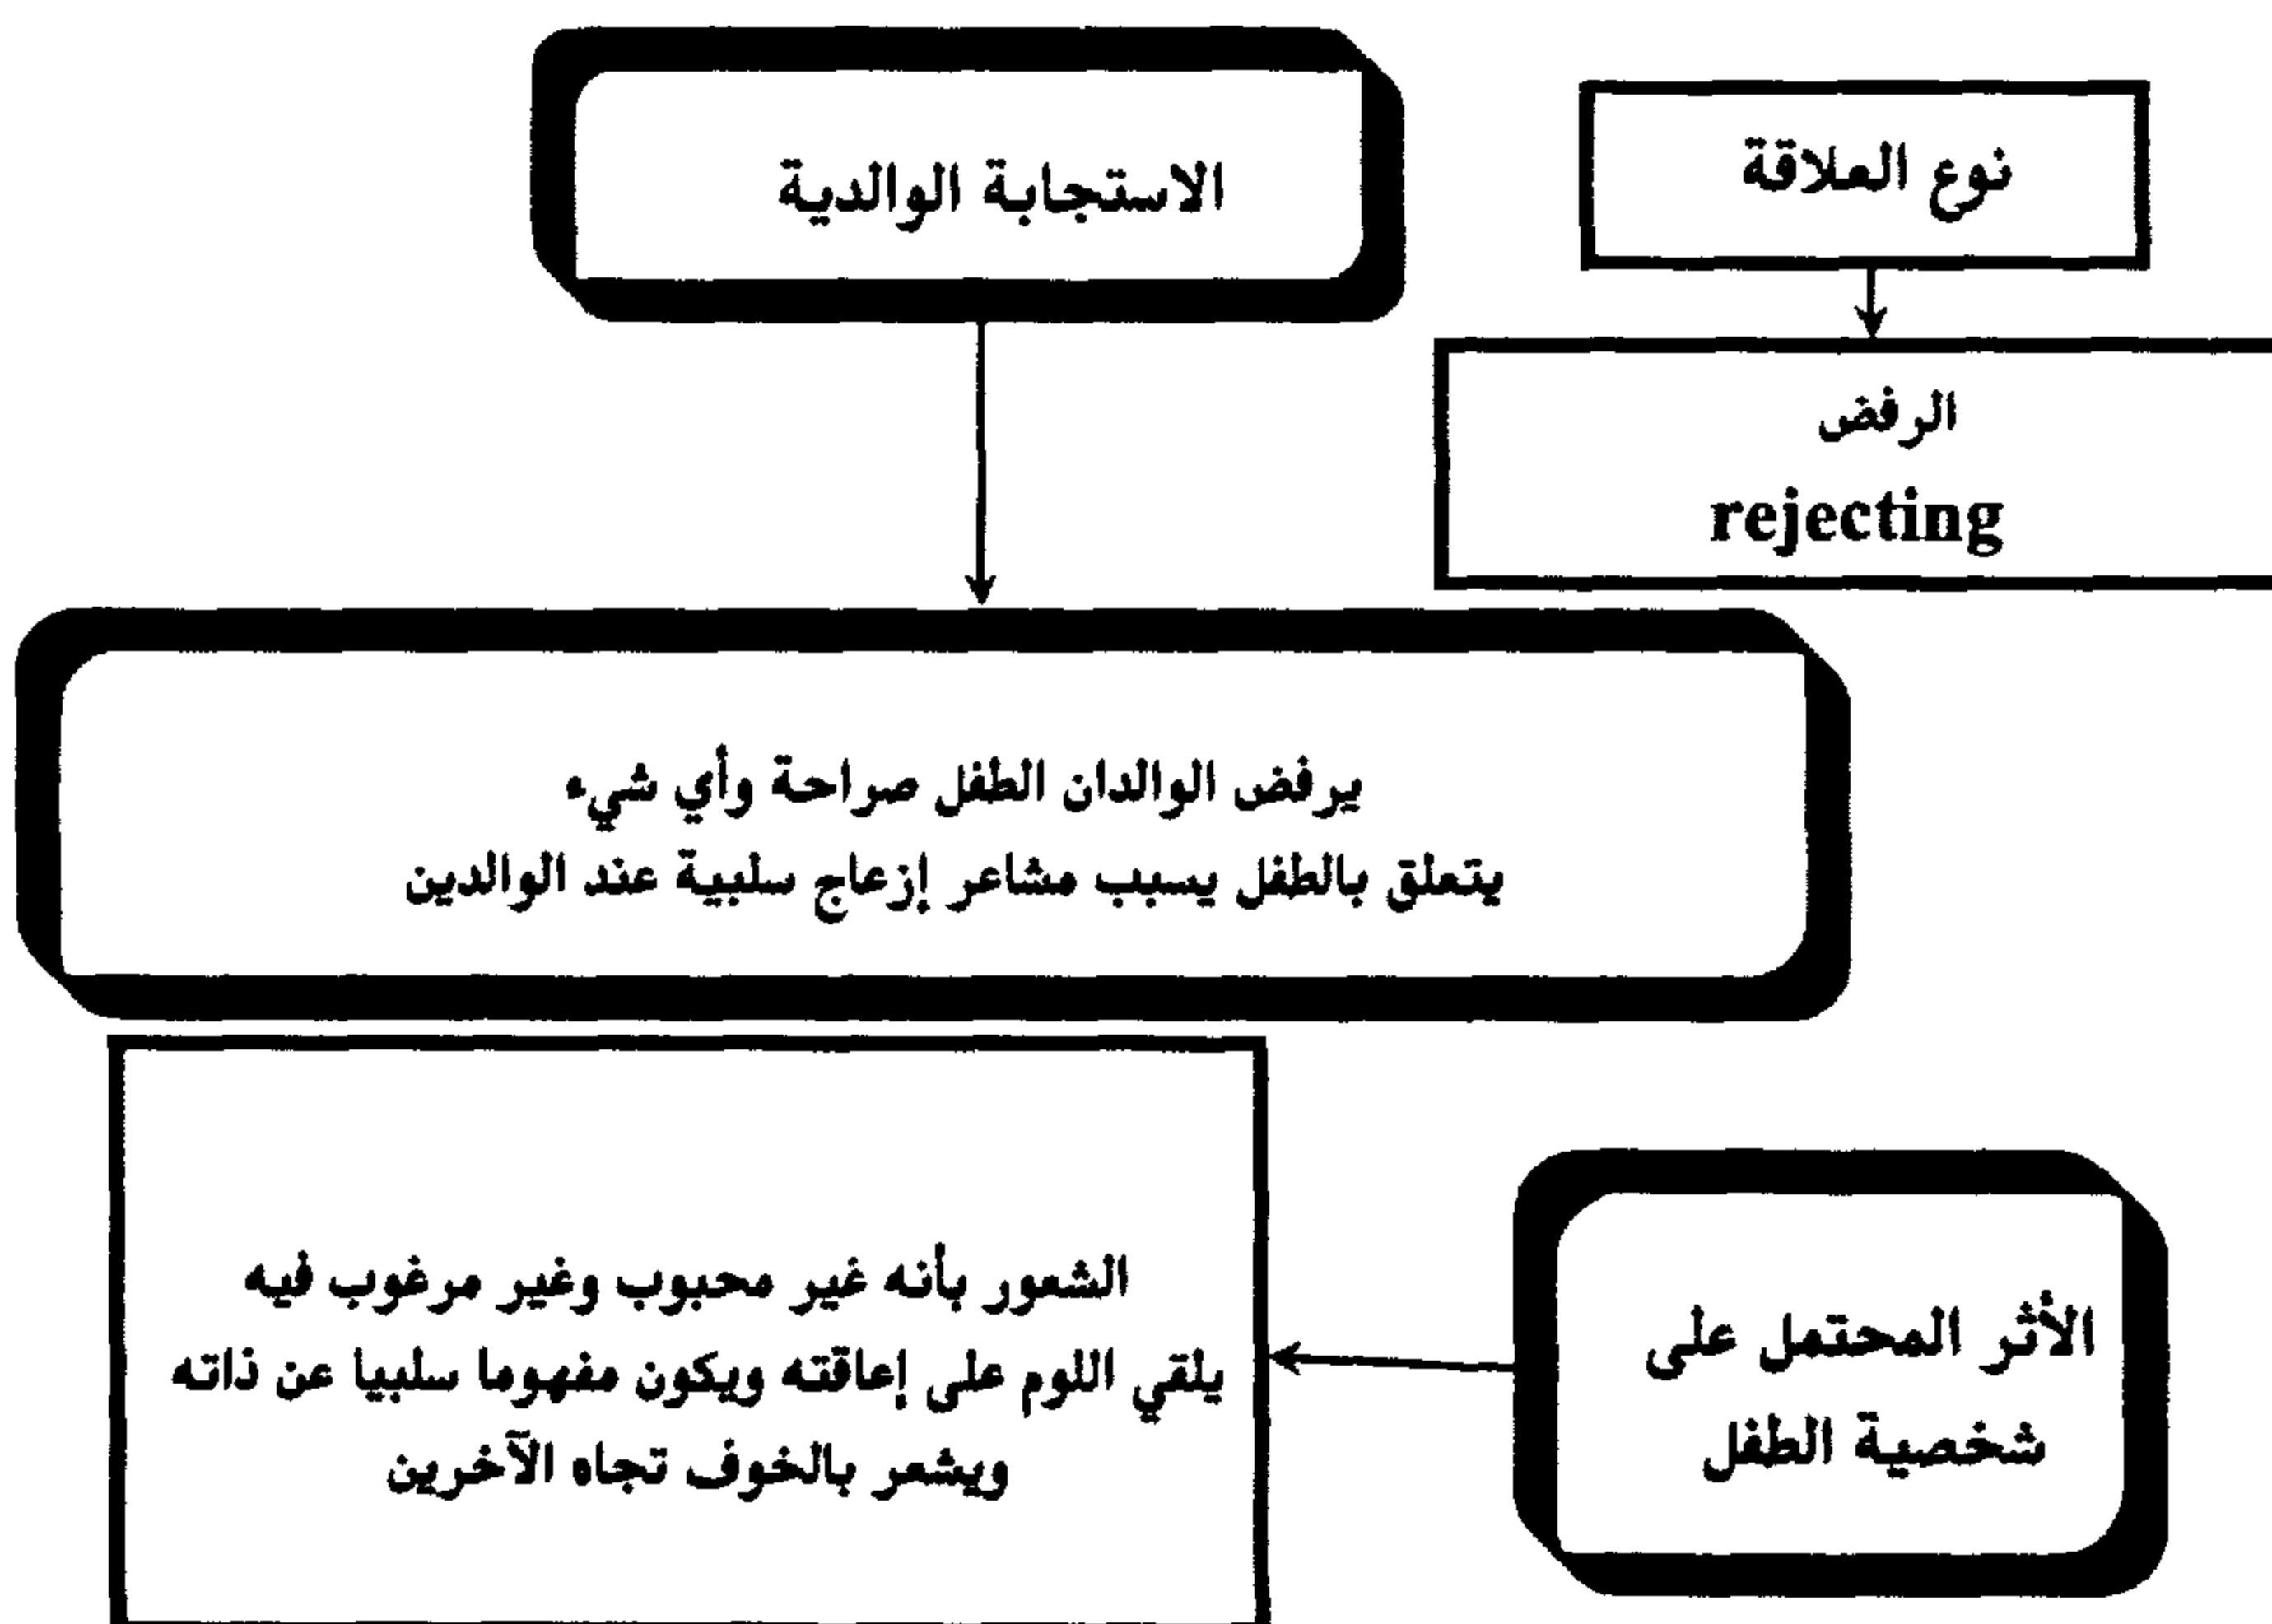 نوع العلاقة
الرفض
rejecting
الاستجابة الوالدية
يرفض الوالدان الطفل صراحة وأي شيء
يتعلق بالطفل يسبب مشاعر إزعاج سلبية عند الوالدين
الأثر المحتمل على
شخصية الطفل
الشعور بأنه غير محبوب وغير مرغوب فيه
يلقي اللوم على إعاقته ويكون مفهوما سلبيا عن ذاته
ويشعر بالخوف تجاه الآخرين